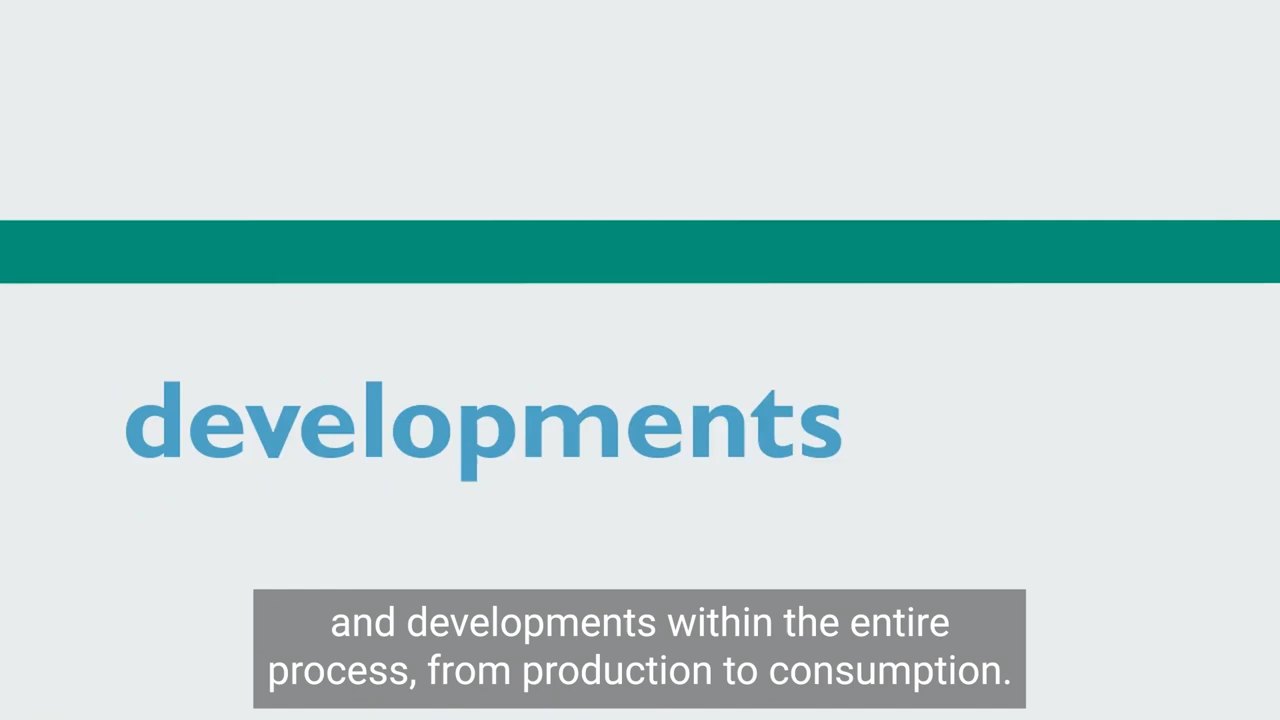 developments
and developments within the entire
process, from production to consumption.